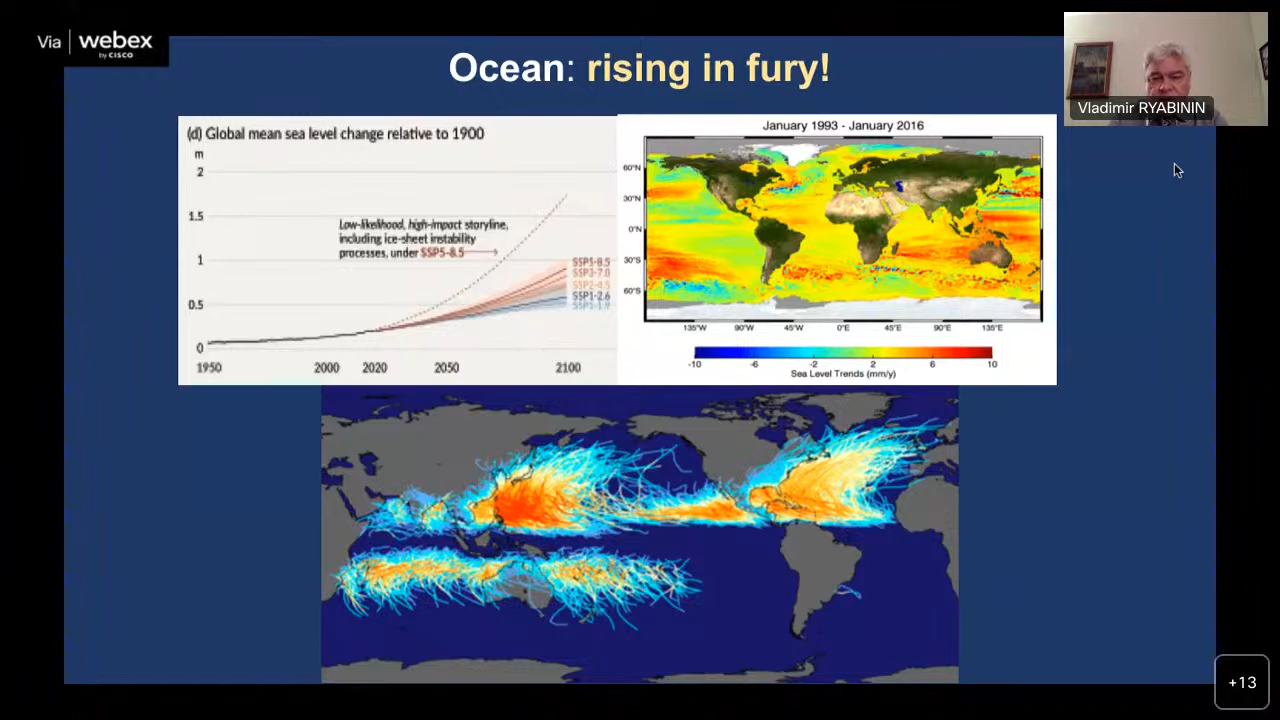 Via webex
by CISCO
Ocean: rising in fury!
Vladimir RYABININ
(d) Global mean sea level change relative to 1900
m
2
1.5
1
0.5
0
Low-likelihood, high-impact storyline,
including ice-sheet instability
processes, under SSP5-8.5
SSP5-8.5
SSP3-7.0
SSP2-4.5
SSP1-2.6
SSP1-1.9
1950 2000 2020 2050 2100
January 1993 - January 2016
60°N
30°N
0°N
30°S
60°S
135°W 90°W 45°W 0°E 45°E 90°E 135°E
-10 -6 -2 2 6 10
Sea Level Trends (mm/y)
+13